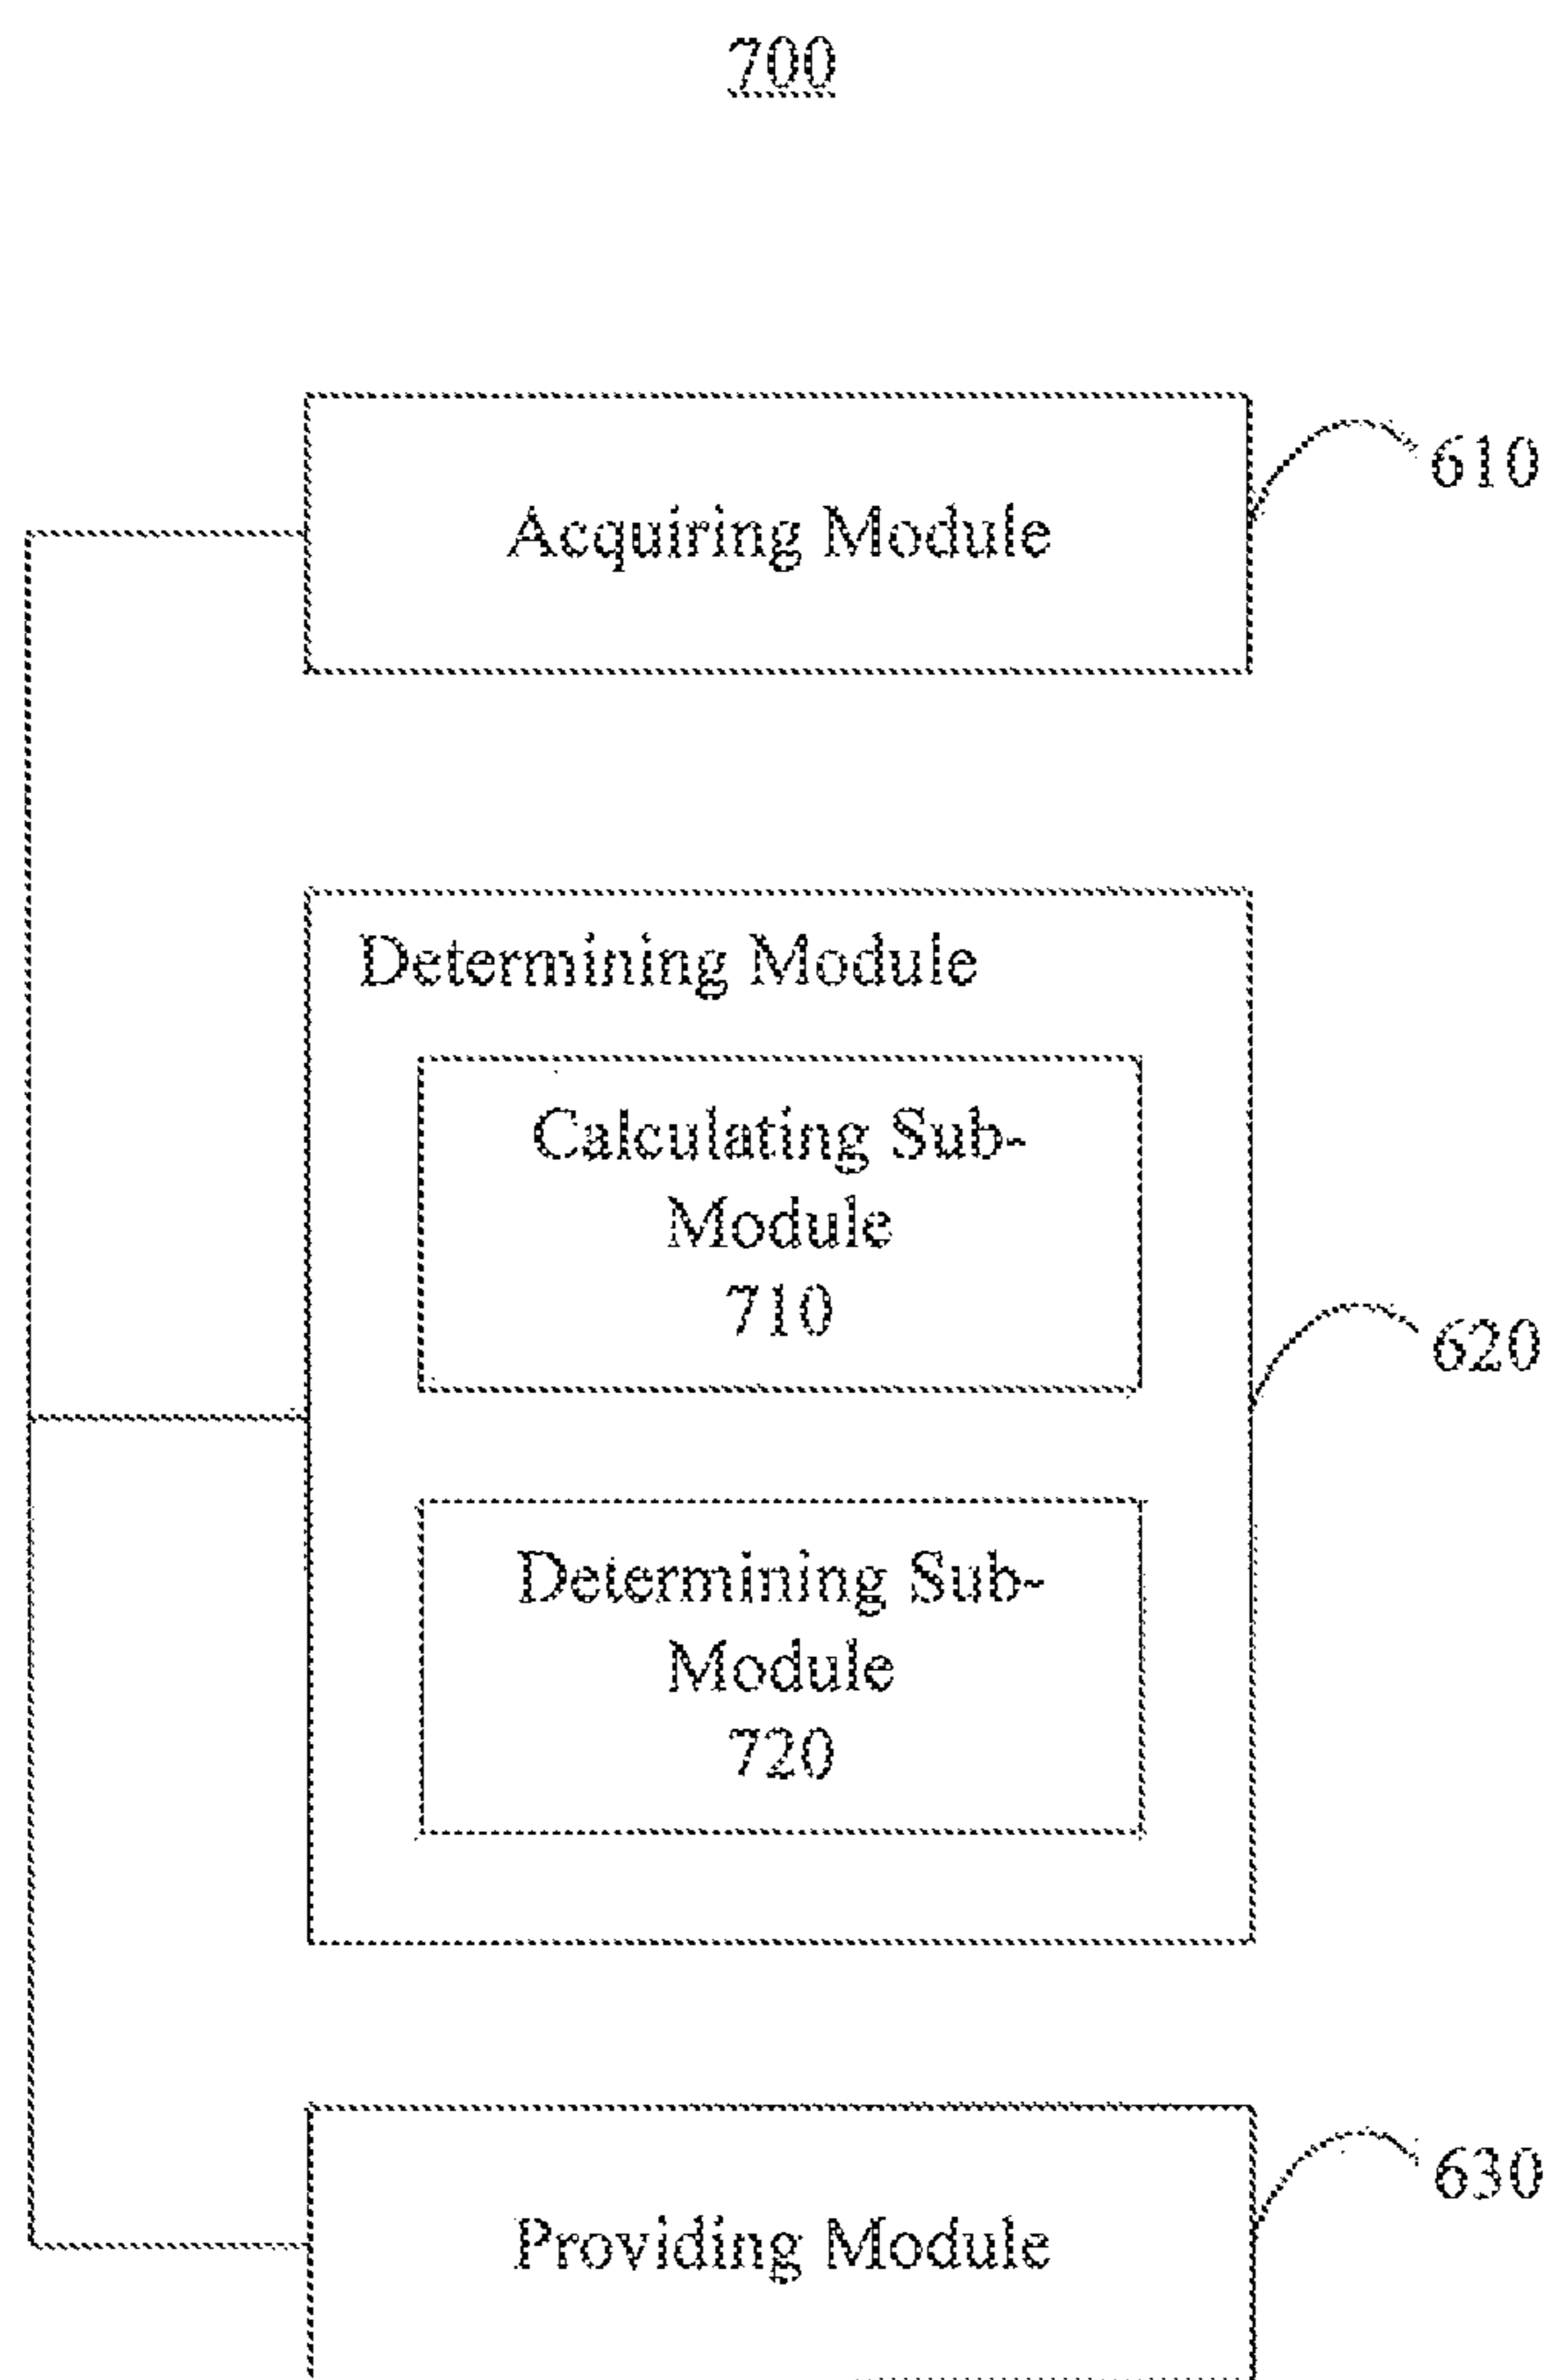 700
610
Acquiring Module
Determining Module
Calculating Sub-
Module
710
620
Determining Sub-
Module
720
630
Providing Module